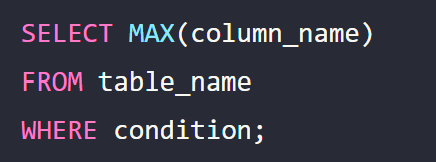 SELECT MAX(column_name)
FROM table_name
WHERE condition;